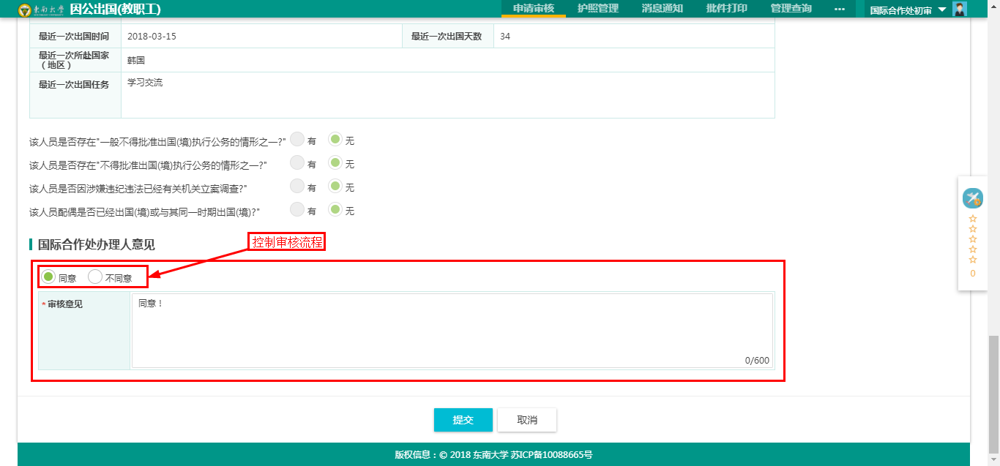 东南大学 因公出国(教职工) 申请审核 护照管理 消息通知 批件打印 管理查询 ••• 国际合作处初审
最近一次出国时间 2018-03-15 最近一次出国天数 34
最近一次所赴国家
（地区） 韩国
最近一次出国任务 学习交流
该人员是否存在"一般不得批准出国(境)执行公务的情形之一?" 有 无
该人员是否存在"不得批准出国(境)执行公务的情形之一?" 有 无
该人员是否因涉嫌违纪违法已经有关机关立案调查?" 有 无
该人员配偶是否已经出国(境)或与其同一时期出国(境)?" 有 无
国际合作处办理人意见
控制审核流程
同意 不同意
*审核意见 同意！
0/600
0
提交 取消
版权信息：© 2018 东南大学 苏ICP备10088665号